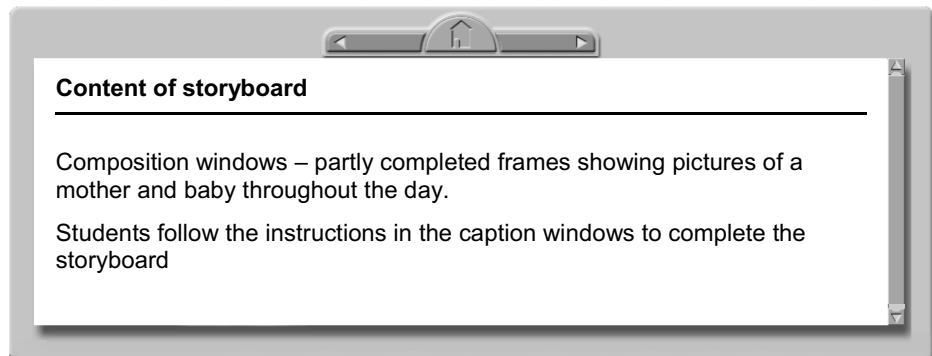 Content of storyboard
Composition windows – partly completed frames showing pictures of a
mother and baby throughout the day.
Students follow the instructions in the caption windows to complete the
storyboard